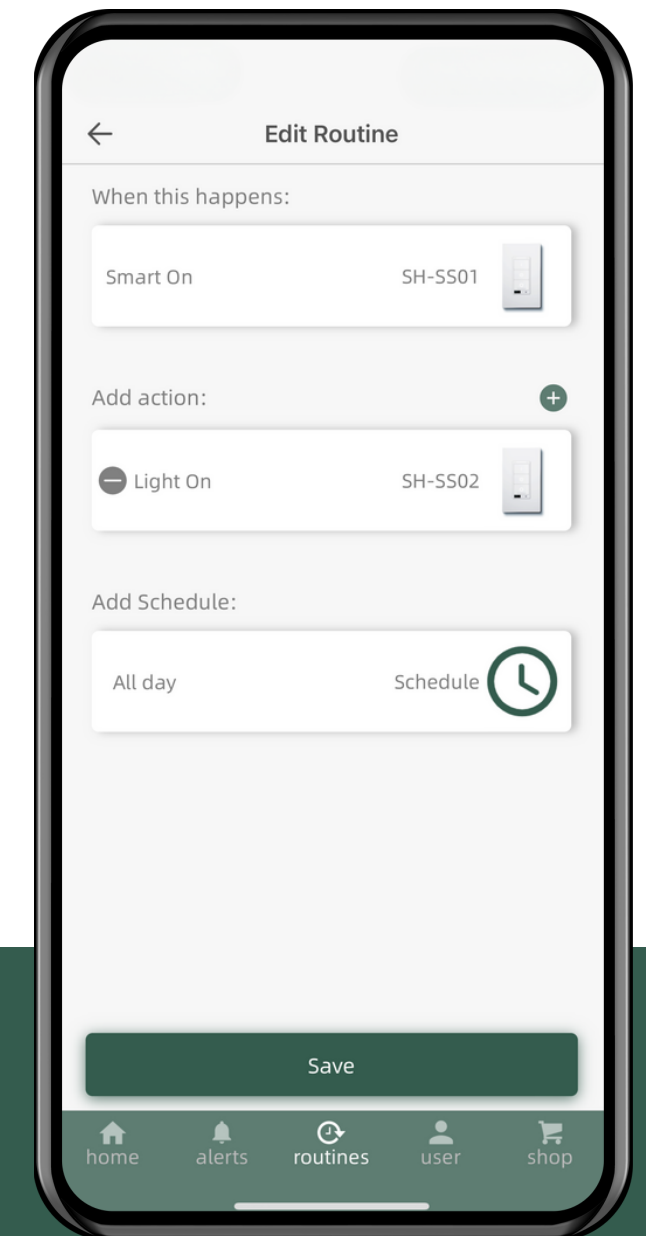 Edit Routine
When this happens:
Smart On SH-SS01
Add action:
Light On SH-SS02
Add Schedule:
All day Schedule
Save
home alerts routines user shop